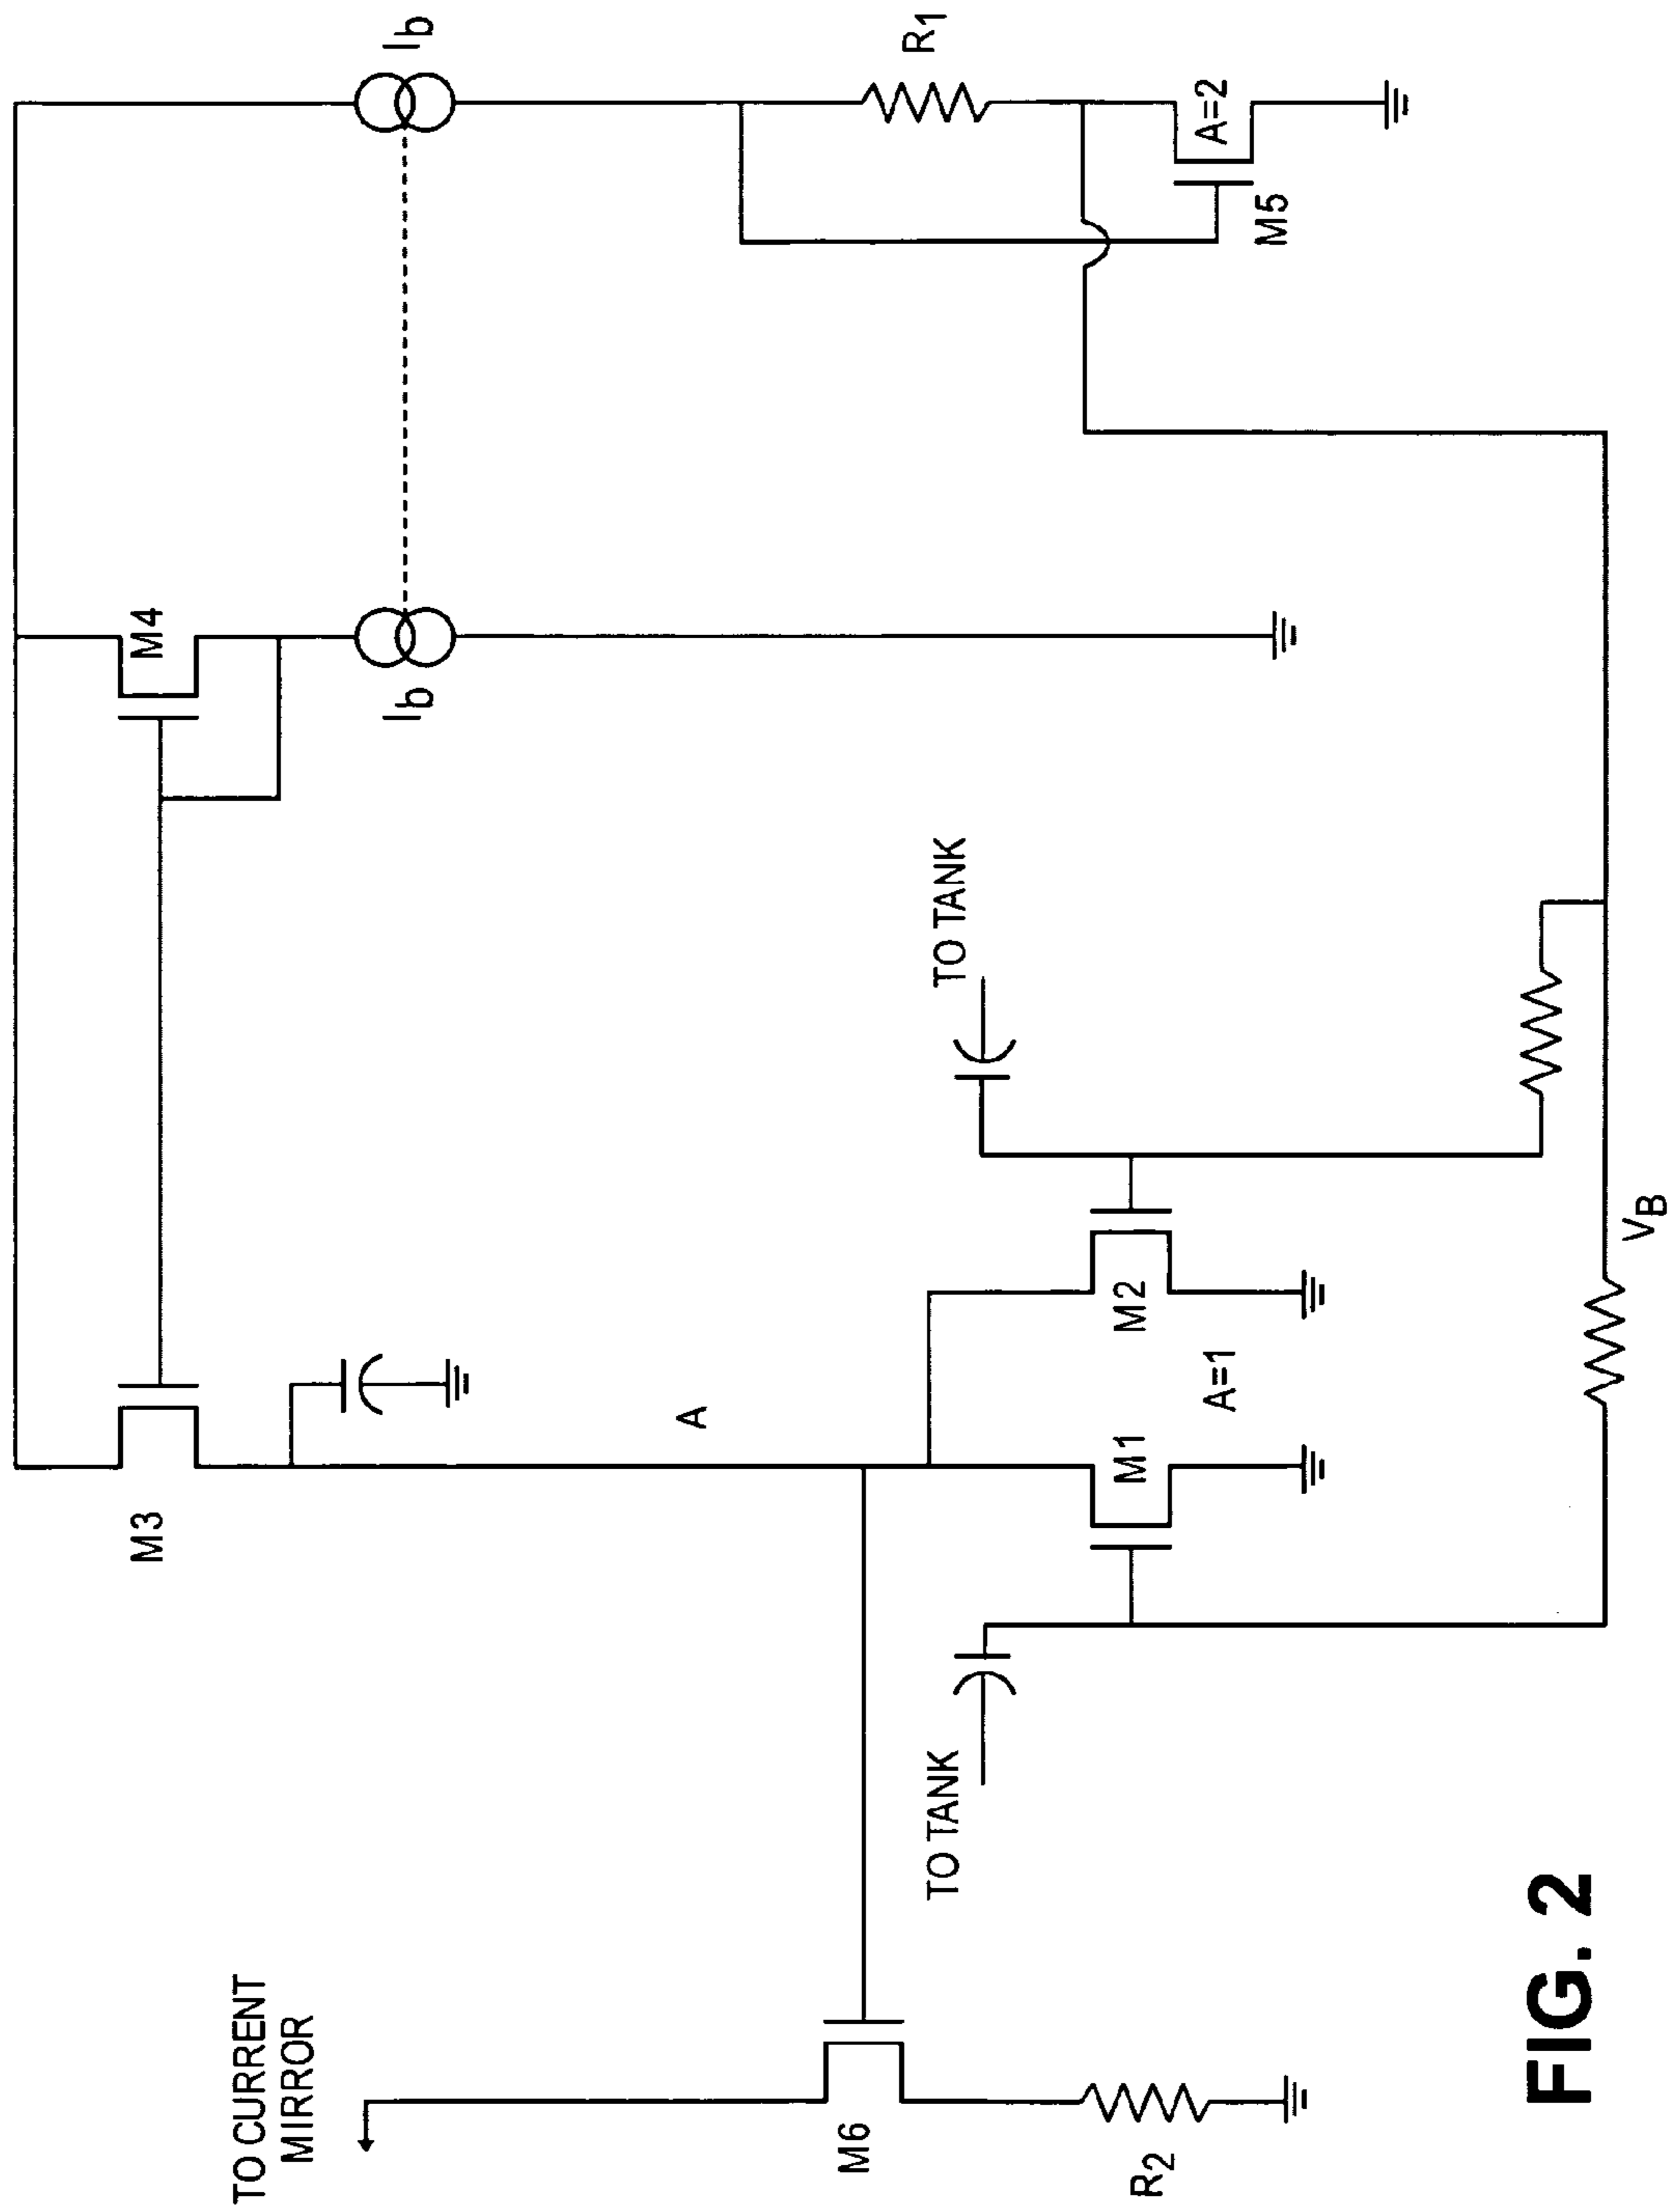 TO CURRENT
MIRROR
M6
R2
M3
A
TO TANK
M1
A=1
M2
TO TANK
M4
Ib
Ib
R1
A=2
M5
VB
FIG. 2